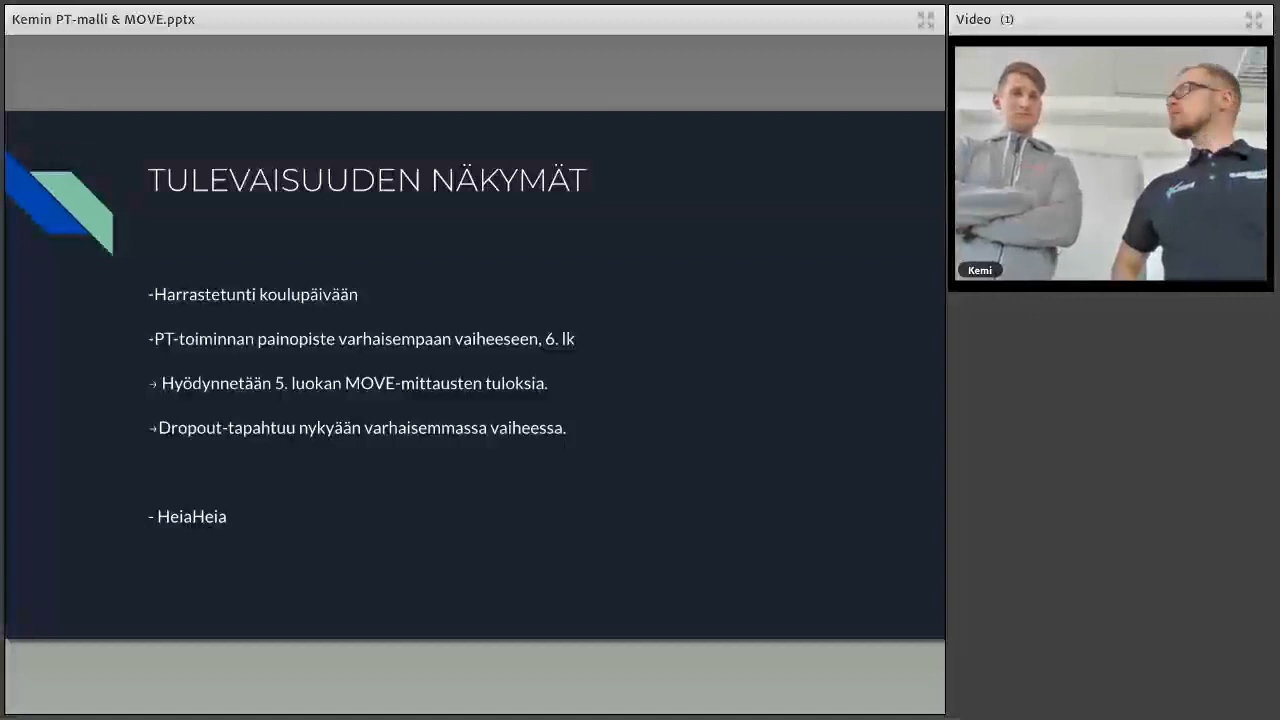 Kemin PT-malli & MOVE.pptx
Video (1)
TULEVAISUUDEN NÄKYMÄT
-Harrastetunti koulupäivään
-PT-toiminnan painopiste varhaisempaan vaiheeseen, 6. lk
→ Hyödynnetään 5. luokan MOVE-mittausten tuloksia.
→Dropout-tapahtuu nykyään varhaisemmassa vaiheessa.
- HeiaHeia
Kemi